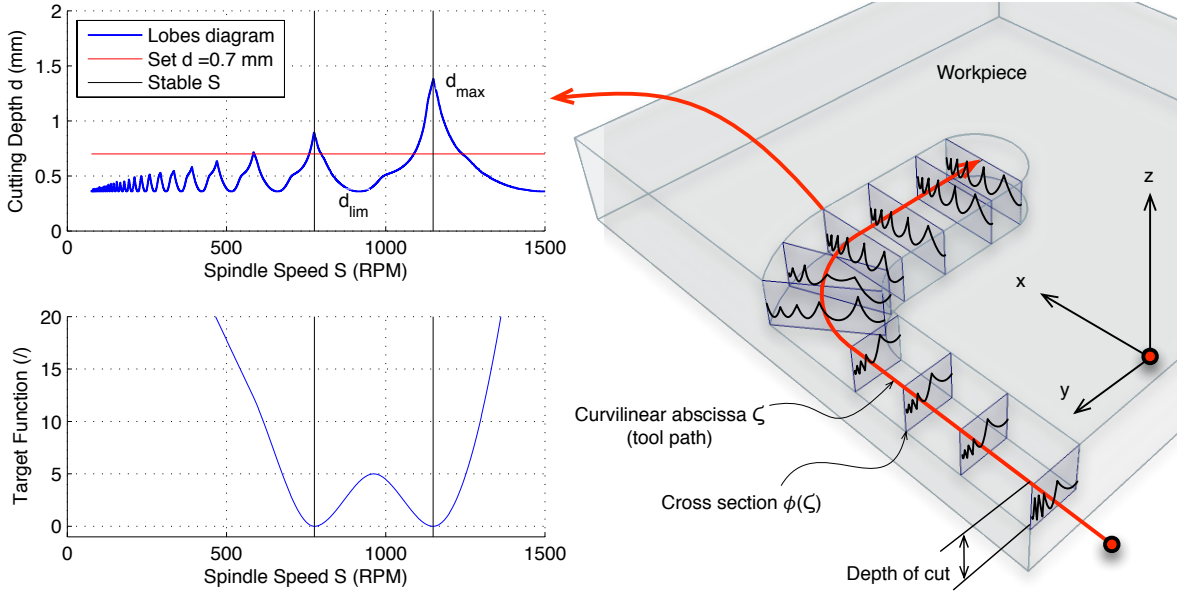 2
1.5
1
0.5
0
Cutting Depth d (mm)
Lobes diagram
Set d =0.7 mm
Stable S
d_max
d_lim
0 500 1000 1500
Spindle Speed S (RPM)
20
15
10
5
0
Target Function (/)
0 500 1000 1500
Spindle Speed S (RPM)
Workpiece
z
x
y
Curvilinear abscissa ζ
(tool path)
Cross section ϕ(ζ)
Depth of cut